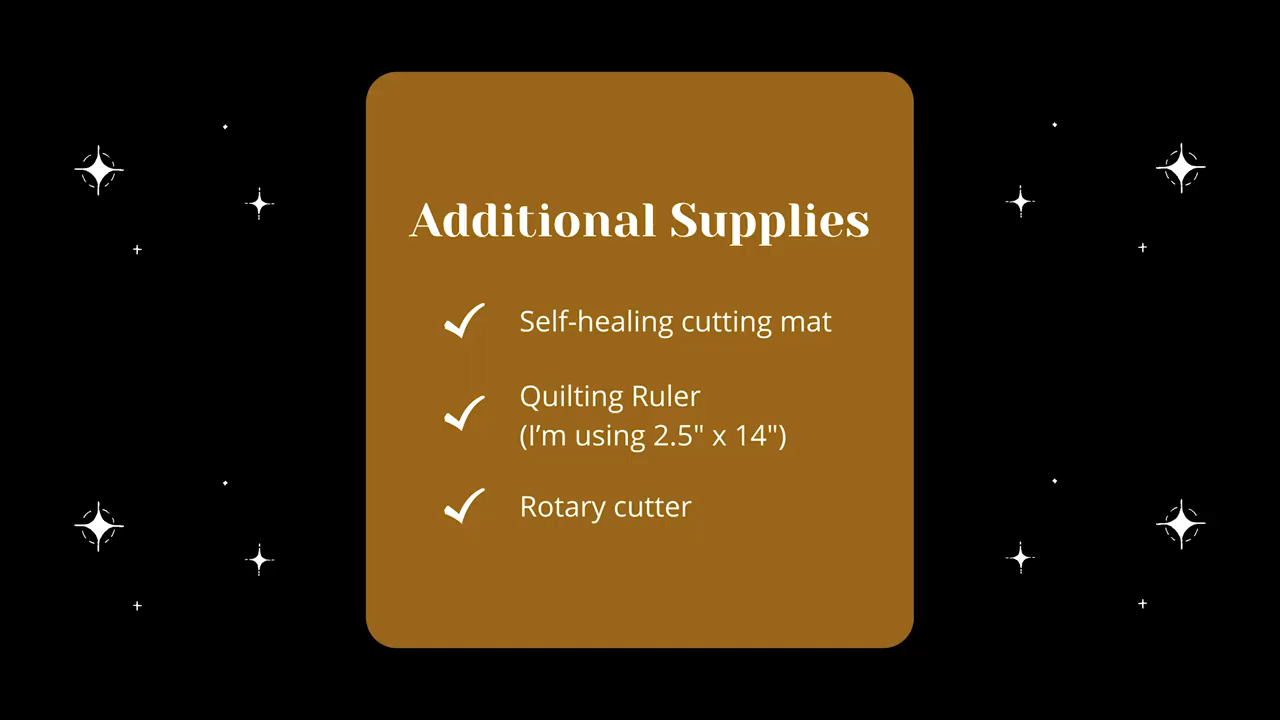 Additional Supplies
Self-healing cutting mat
Quilting Ruler
(I’m using 2.5" x 14")
Rotary cutter